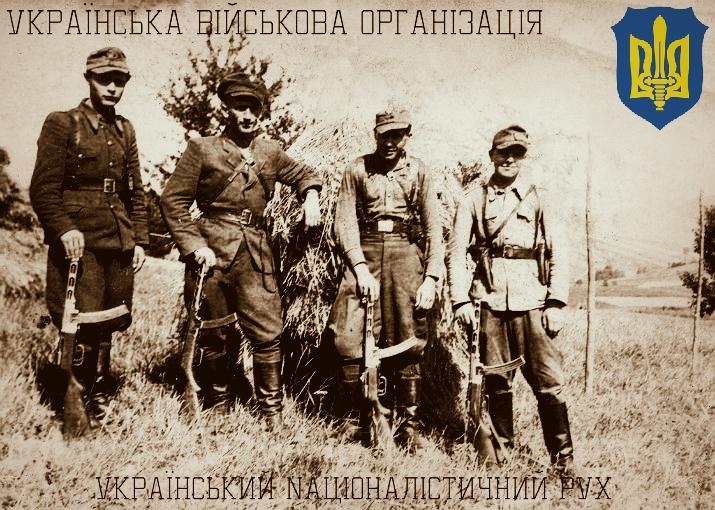 УКРАЇНСЬКА ВІЙСЬКОВА ОРГАНІЗАЦІЯ
УКРАЇНСЬКИЙ NАЦІОНАЛІСТИЧНИЙ РУХ